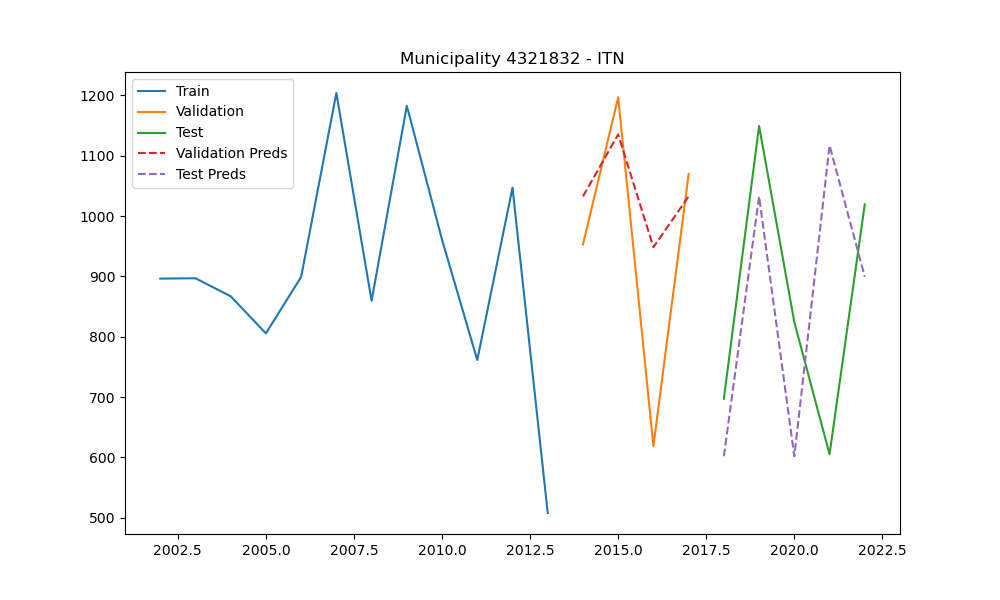 Municipality 4321832 - ITN
Train
Validation
Test
Validation Preds
Test Preds
1200
1100
1000
900
800
700
600
500
2002.5 2005.0 2007.5 2010.0 2012.5 2015.0 2017.5 2020.0 2022.5